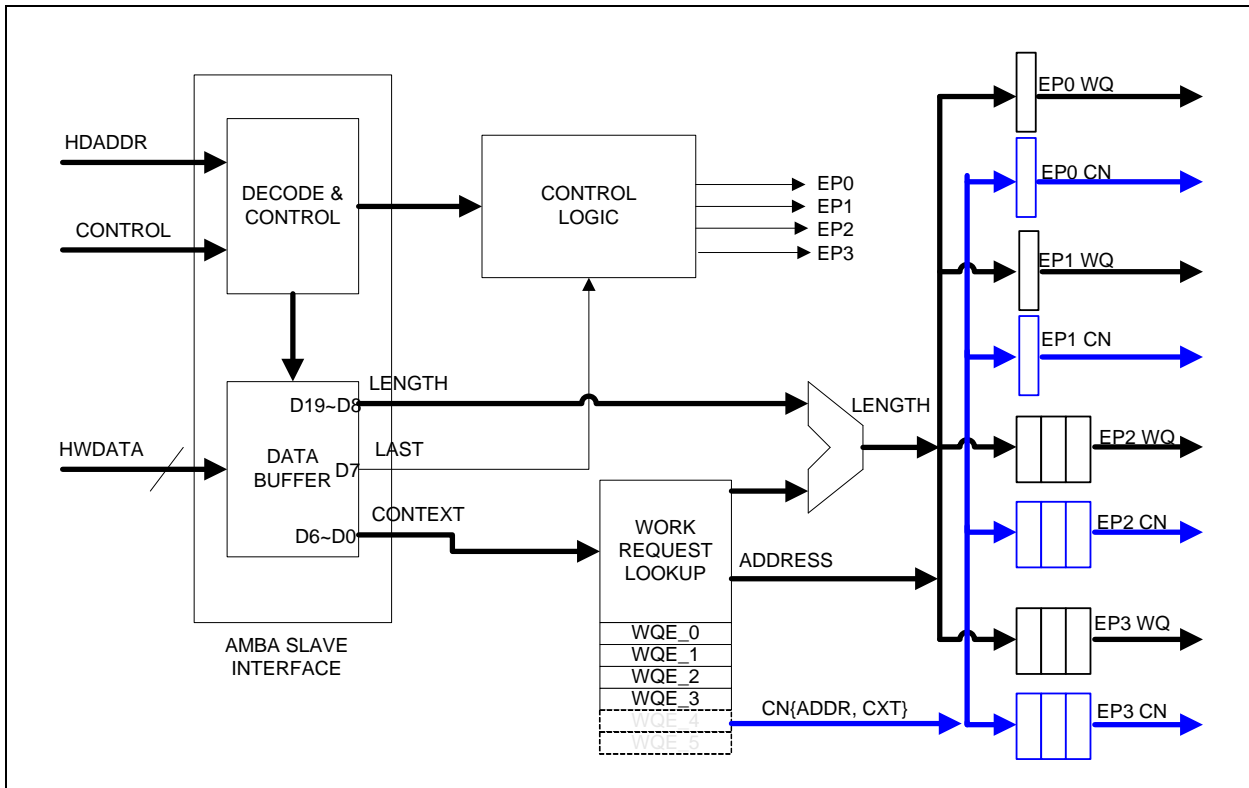 HDADDR
CONTROL
HWDATA
DECODE &
CONTROL
DATA
BUFFER
D19~D8
D7
D6~D0
AMBA SLAVE
INTERFACE
CONTROL
LOGIC
EP0
EP1
EP2
EP3
LENGTH
LAST
CONTEXT
WORK
REQUEST
LOOKUP
WQE_0
WQE_1
WQE_2
WQE_3
WQE_4
WQE_5
LENGTH
ADDRESS
CN{ADDR, CXT}
EP0 WQ
EP0 CN
EP1 WQ
EP1 CN
EP2 WQ
EP2 CN
EP3 WQ
EP3 CN